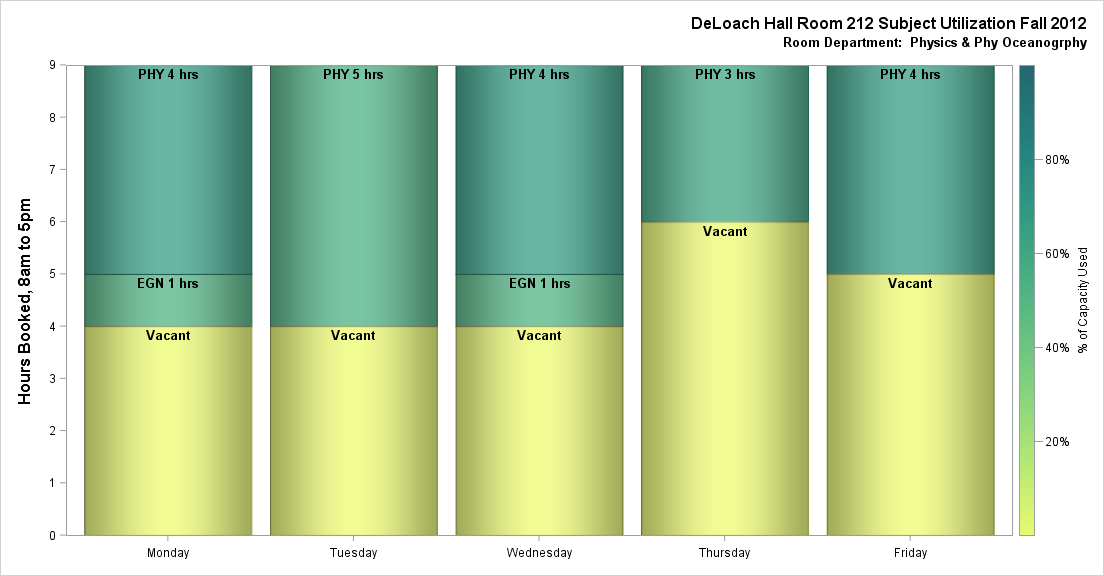 DeLoach Hall Room 212 Subject Utilization Fall 2012
Room Department:  Physics & Phy Oceanogrphy
Hours Booked, 8am to 5pm
9
8
7
6
5
4
3
2
1
0
PHY 4 hrs
EGN 1 hrs
Vacant
PHY 5 hrs
Vacant
PHY 4 hrs
EGN 1 hrs
Vacant
PHY 3 hrs
Vacant
PHY 4 hrs
Vacant
Monday
Tuesday
Wednesday
Thursday
Friday
80%
60%
40%
20%
% of Capacity Used